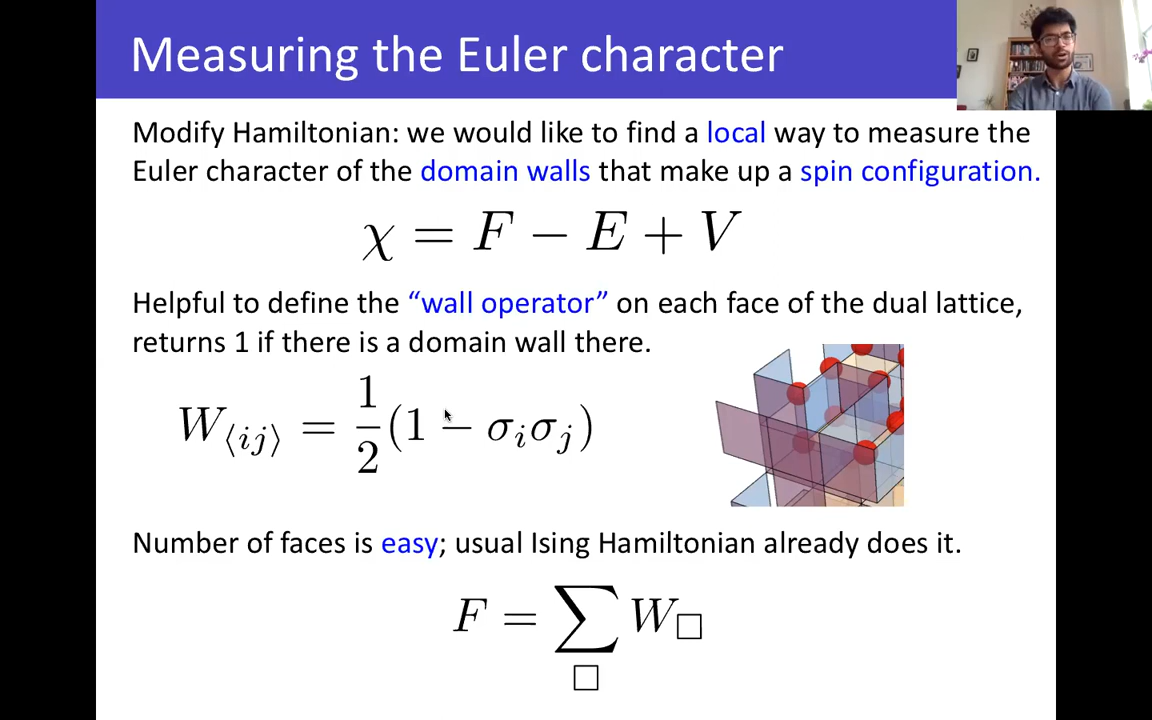 Measuring the Euler character
Modify Hamiltonian: we would like to find a local way to measure the
Euler character of the domain walls that make up a spin configuration.
χ = F − E + V
Helpful to define the “wall operator” on each face of the dual lattice,
returns 1 if there is a domain wall there.
W⟨ij⟩ = 1/2 (1 − σᵢσⱼ)
Number of faces is easy; usual Ising Hamiltonian already does it.
F = ∑□ W□